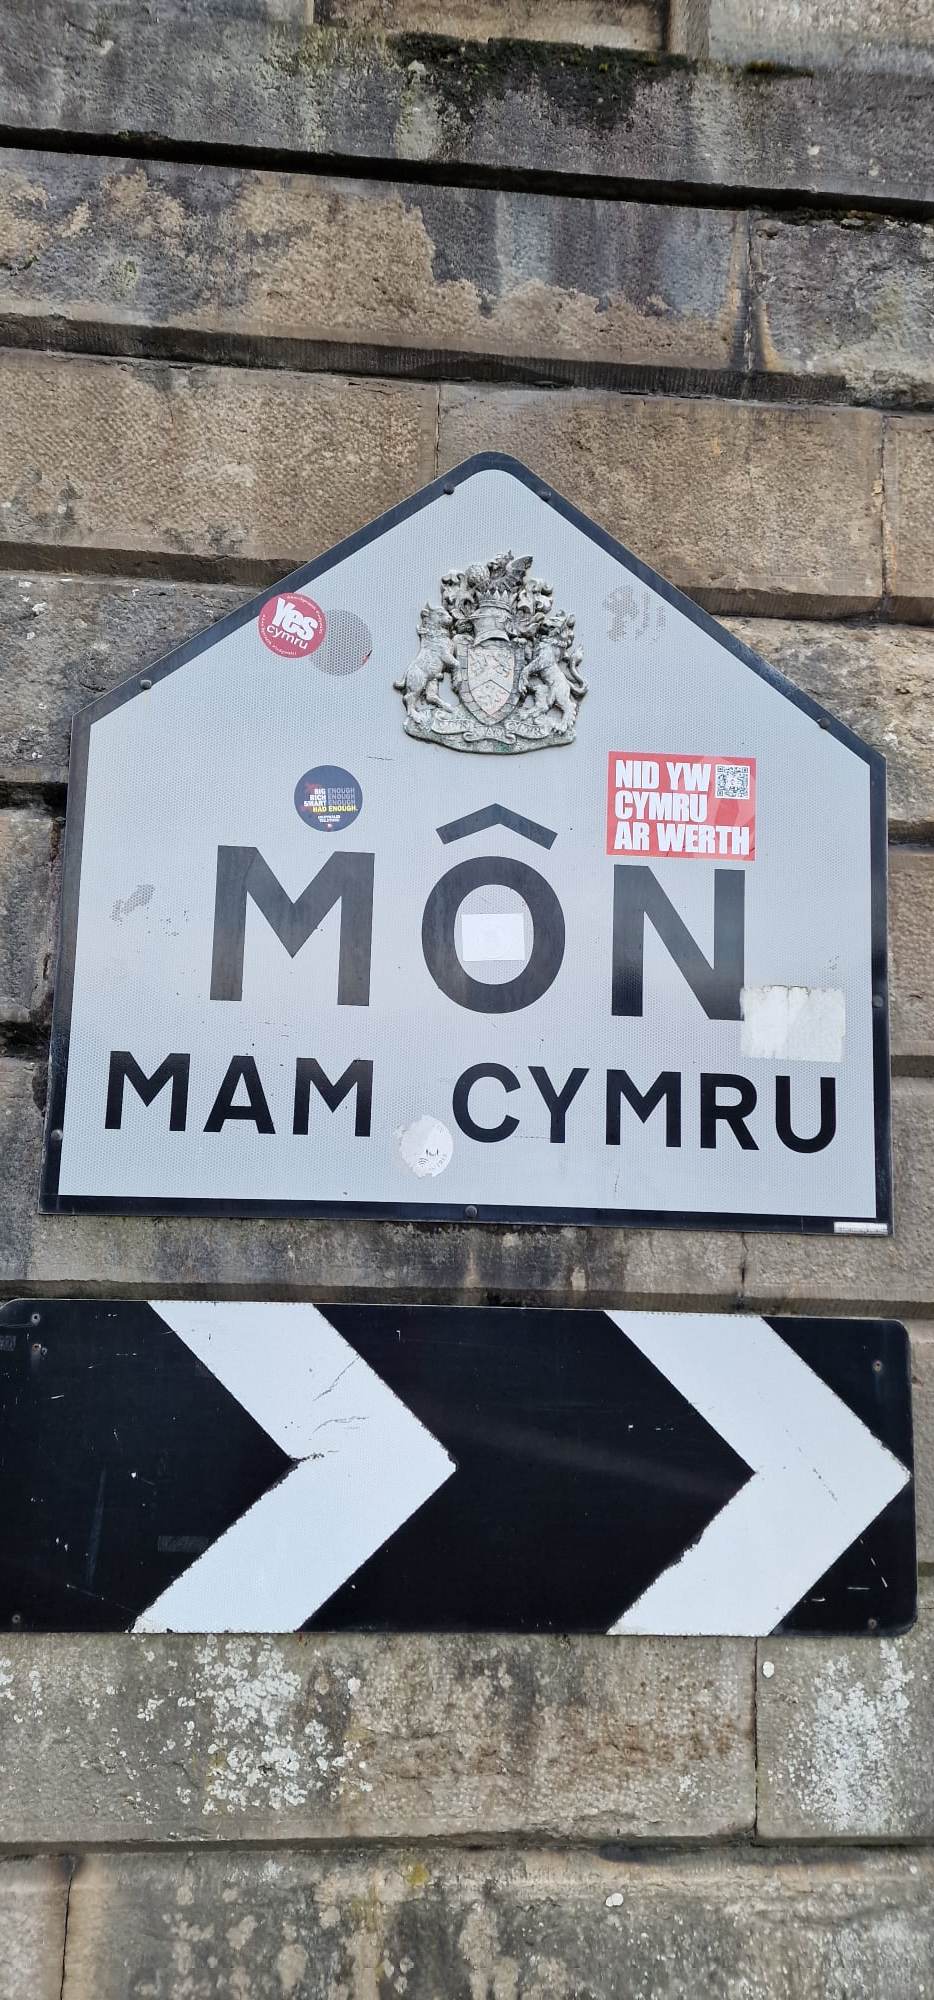 Yes
cymru
BIG ENOUGH
RICH ENOUGH
SMART ENOUGH
HAD ENOUGH.
NID YW
CYMRU
AR WERTH
MÔN
MAM CYMRU